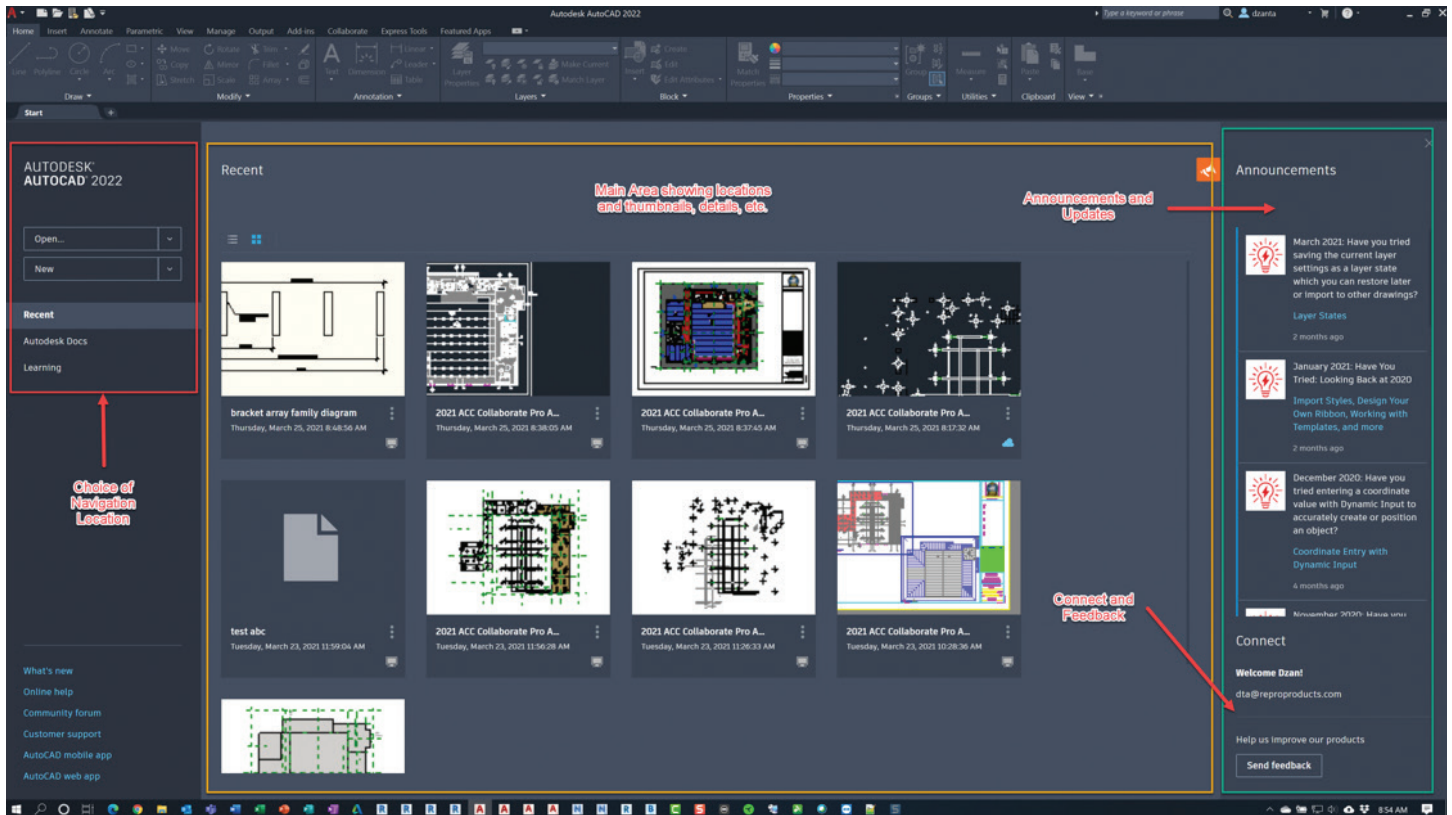 Autodesk AutoCAD 2022
Type a keyword or phrase
dzanta
Home Insert Annotate Parametric View Manage Output Add-ins Collaborate Express Tools Featured Apps
Line Polyline Circle Arc
Move Rotate Trim
Copy Mirror Fillet
Stretch Scale Array
Text Dimension
Linear
Leader
Table
Layer Properties
Make Current
Match Layer
Insert
Create
Edit
Edit Attributes
Match Properties
Group
Measure
Paste
Base
Draw Modify Annotation Layers Block Properties Groups Utilities Clipboard View
Start
AUTODESK®
AUTOCAD® 2022
Open...
New
Recent
Autodesk Docs
Learning
Choice of
Navigation
Location
What's new
Online help
Community forum
Customer support
AutoCAD mobile app
AutoCAD web app
Recent
Main Area showing locations
and thumbnails, details, etc.
bracket array family diagram
Thursday, March 25, 2021 8:48:56 AM
2021 ACC Collaborate Pro A...
Thursday, March 25, 2021 8:38:05 AM
2021 ACC Collaborate Pro A...
Thursday, March 25, 2021 8:37:45 AM
2021 ACC Collaborate Pro A...
Thursday, March 25, 2021 8:17:32 AM
test abc
Tuesday, March 23, 2021 11:59:04 AM
2021 ACC Collaborate Pro A...
Tuesday, March 23, 2021 11:56:28 AM
2021 ACC Collaborate Pro A...
Tuesday, March 23, 2021 11:26:33 AM
2021 ACC Collaborate Pro A...
Tuesday, March 23, 2021 10:28:36 AM
Announcements and
Updates
Connect and
Feedback
Announcements
March 2021: Have you tried
saving the current layer
settings as a layer state
which you can restore later
or import to other drawings?
Layer States
2 months ago
January 2021: Have You
Tried: Looking Back at 2020
Import Styles, Design Your
Own Ribbon, Working with
Templates, and more
2 months ago
December 2020: Have you
tried entering a coordinate
value with Dynamic Input to
accurately create or position
an object?
Coordinate Entry with
Dynamic Input
4 months ago
November 2020: Have you
Connect
Welcome Dzan!
dta@reproproducts.com
Help us improve our products
Send feedback
8:54 AM